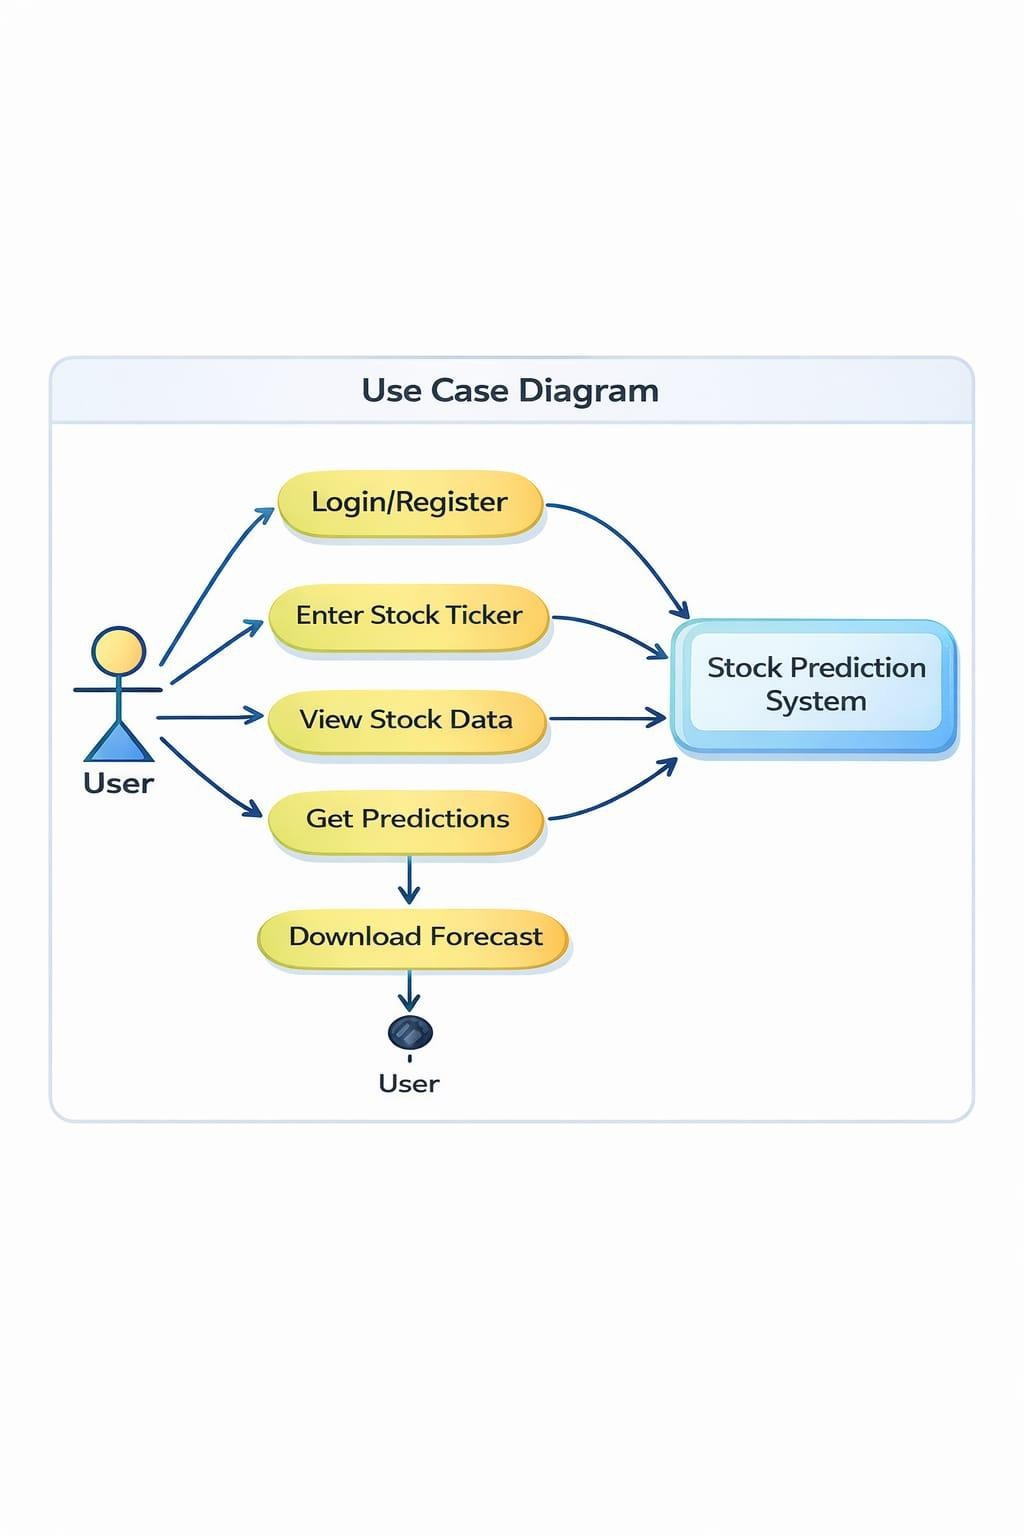 Use Case Diagram
Login/Register
Enter Stock Ticker
View Stock Data
Get Predictions
Download Forecast
User
Stock Prediction
System
User